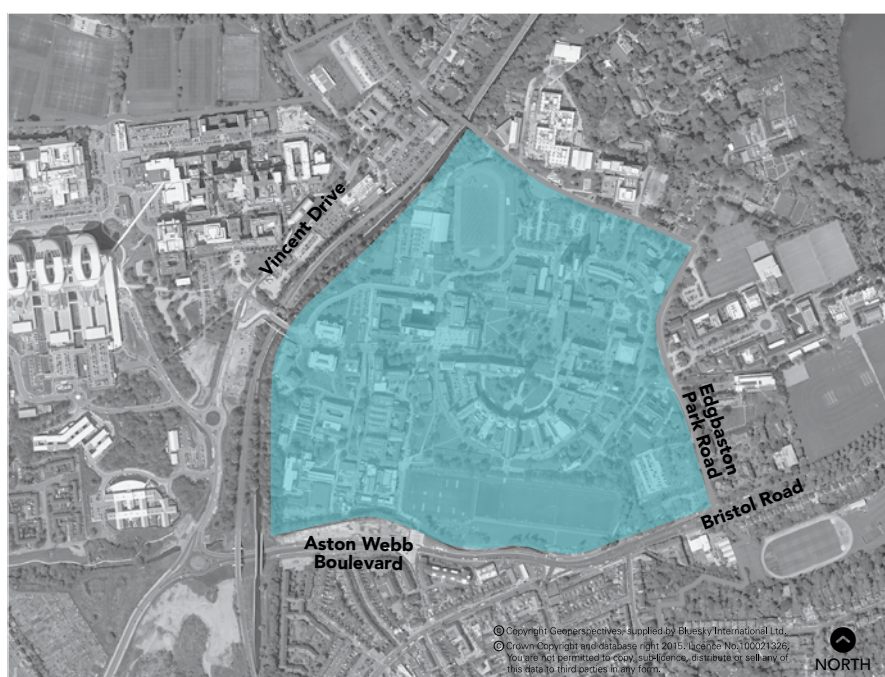 Vincent Drive
Edgbaston
Park Road
Bristol Road
Aston Webb
Boulevard
© Copyright Geoperspectives, supplied by Bluesky International Ltd.
© Crown Copyright and database right 2015. Licence No.100021326.
You are not permitted to copy, sub-licence, distribute or sell any of
this data to third parties in any form.
NORTH